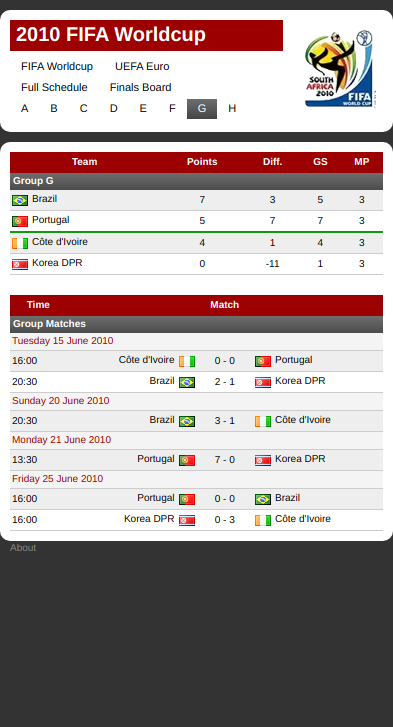 2010 FIFA Worldcup
FIFA Worldcup UEFA Euro
Full Schedule Finals Board
A B C D E F G H
SOUTH
AFRICA
2010
FIFA
WORLD CUP
Team Points Diff. GS MP
Group G
Brazil 7 3 5 3
Portugal 5 7 7 3
Côte d'Ivoire 4 1 4 3
Korea DPR 0 -11 1 3
Time Match
Group Matches
Tuesday 15 June 2010
16:00 Côte d'Ivoire 0 - 0 Portugal
20:30 Brazil 2 - 1 Korea DPR
Sunday 20 June 2010
20:30 Brazil 3 - 1 Côte d'Ivoire
Monday 21 June 2010
13:30 Portugal 7 - 0 Korea DPR
Friday 25 June 2010
16:00 Portugal 0 - 0 Brazil
16:00 Korea DPR 0 - 3 Côte d'Ivoire
About